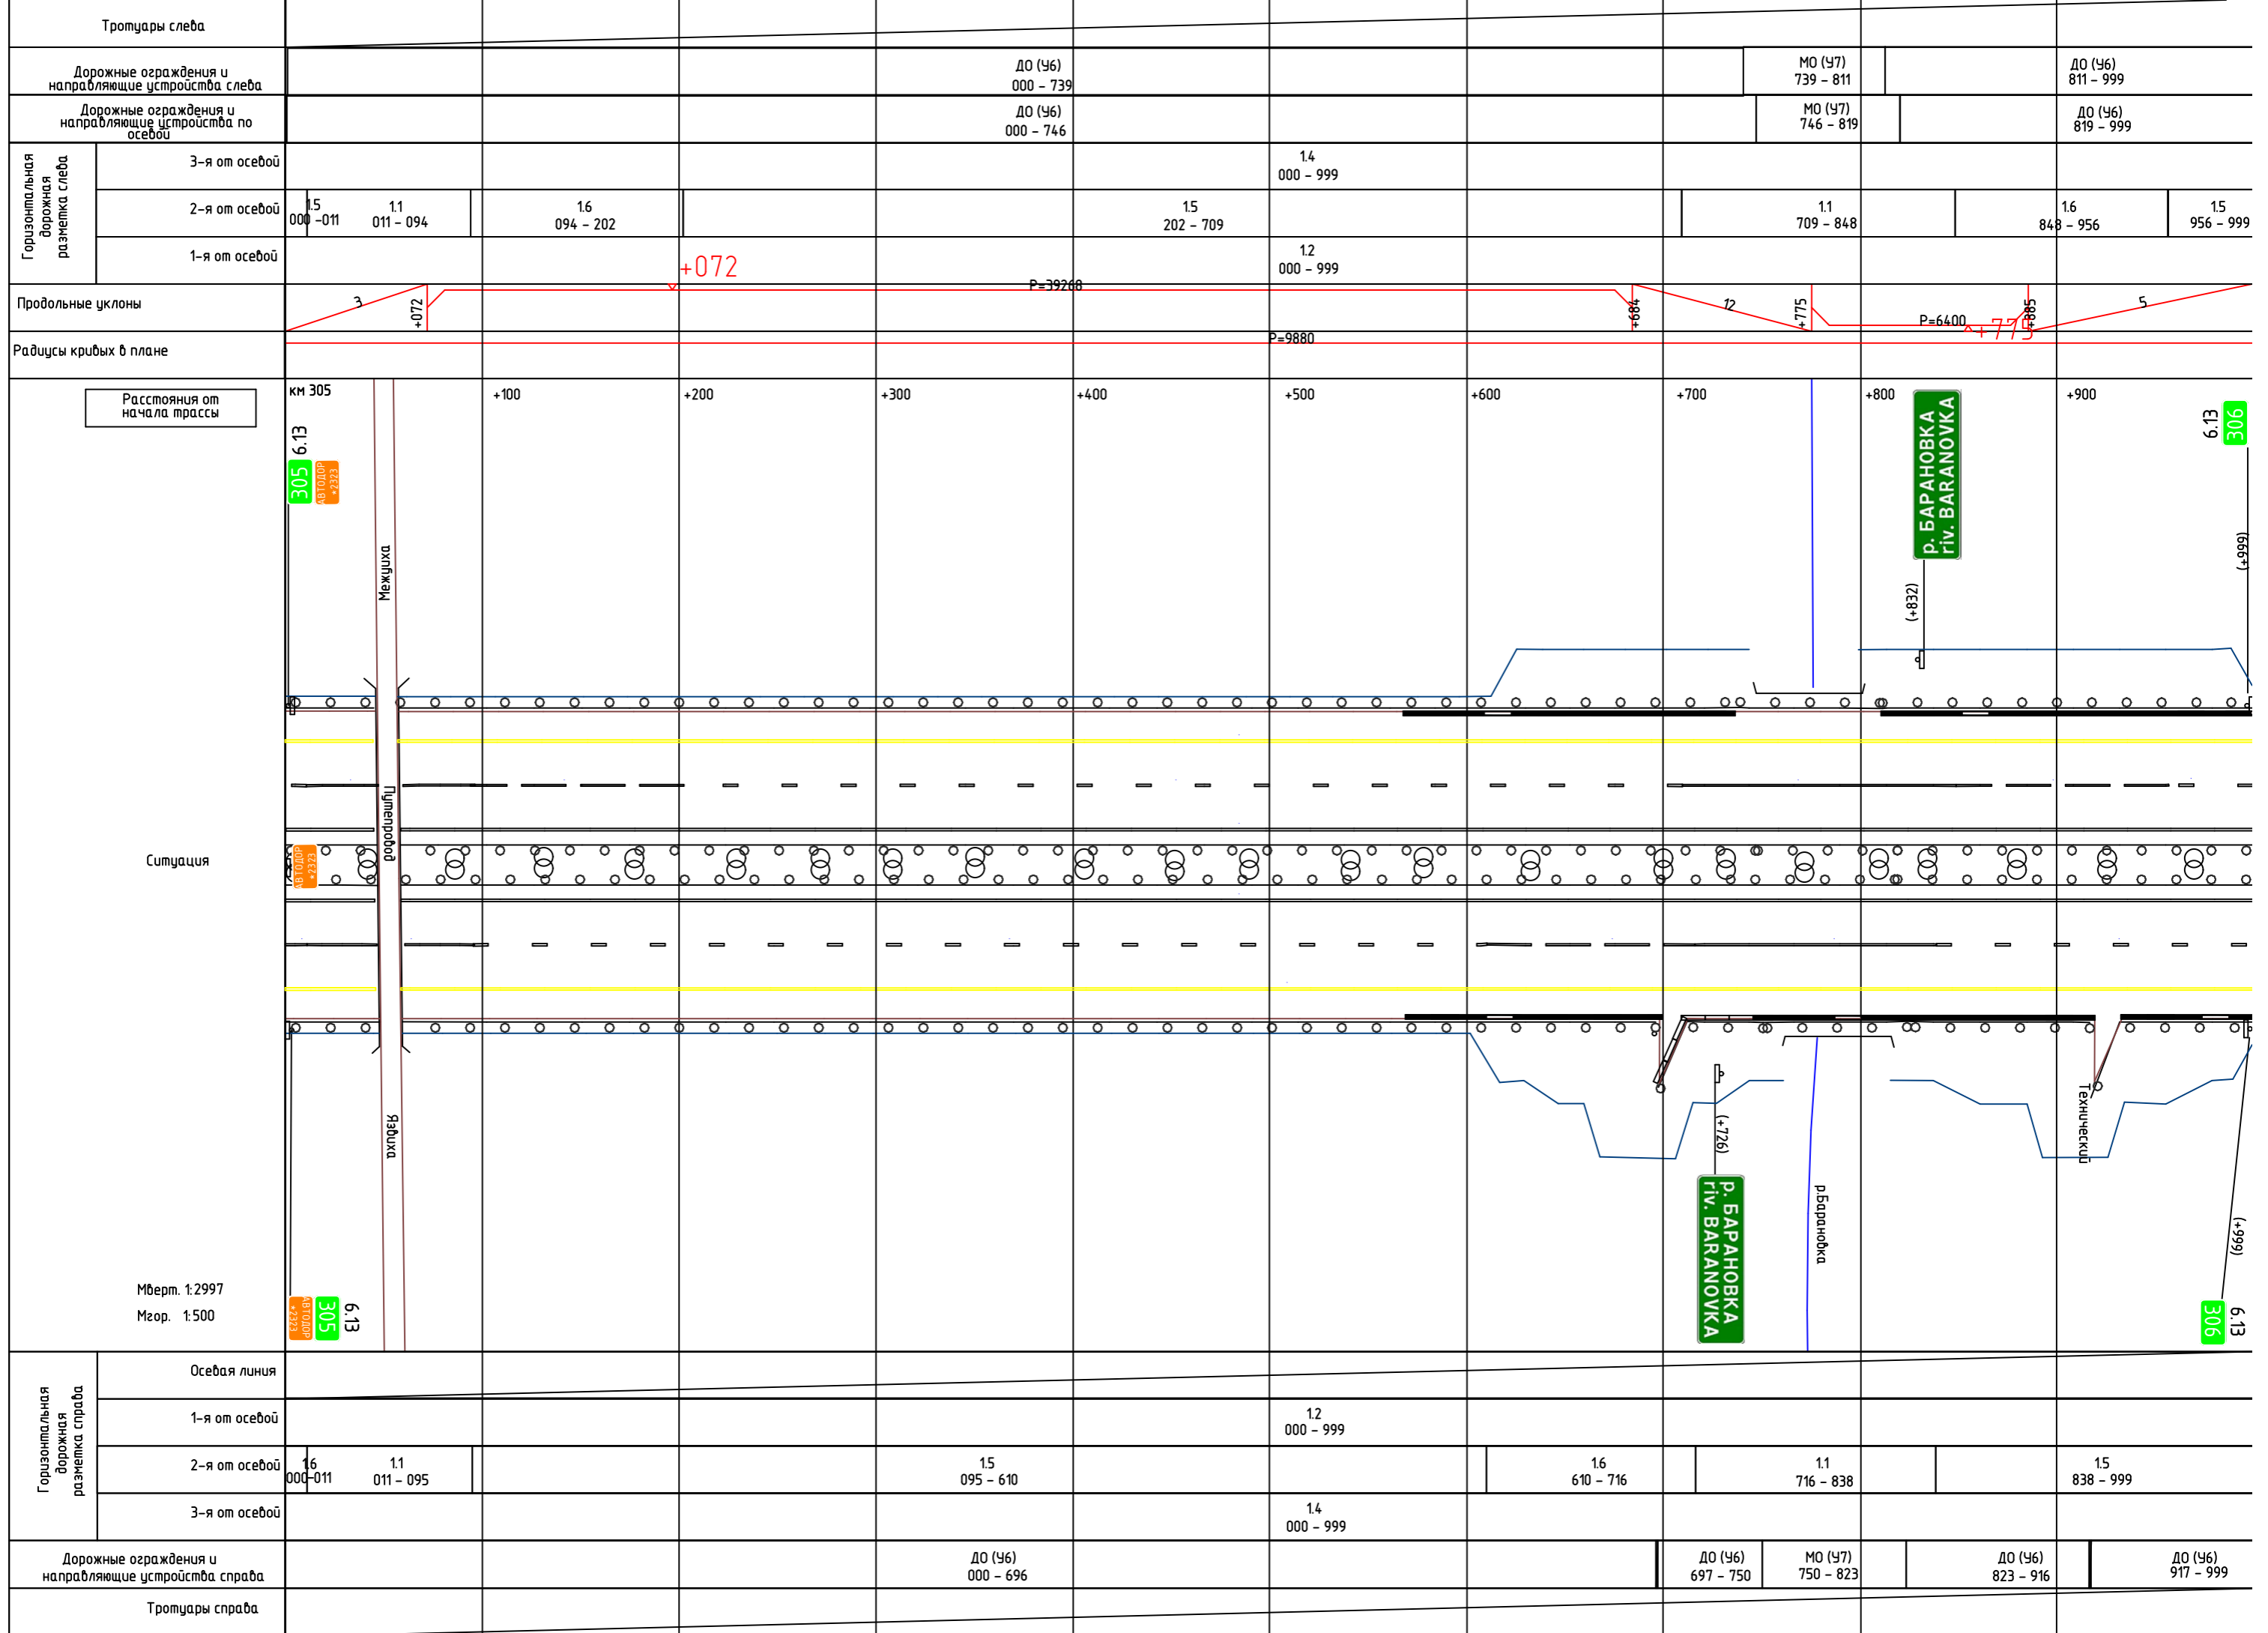 Тротуары слева
Дорожные ограждения и
направляющие устройства слева
ДО (У6)
000 - 739
МО (У7)
739 - 811
ДО (У6)
811 - 999
Дорожные ограждения и
направляющие устройства по
осевой
ДО (У6)
000 - 746
МО (У7)
746 - 819
ДО (У6)
819 - 999
Горизонтальная
дорожная
разметка слева
3-я от осевой
1.4
000 - 999
2-я от осевой
1.5
000 -011
1.1
011 - 094
1.6
094 - 202
1.5
202 - 709
1.1
709 - 848
1.6
848 - 956
1.5
956 - 999
1-я от осевой
1.2
000 - 999
+072
Продольные уклоны
3
+072
Р=39268
+684
12
+775
Р=6400
+775
+885
5
Радиусы кривых в плане
Р=9880
Расстояния от
начала трассы
км 305
+100
+200
+300
+400
+500
+600
+700
+800
+900
6.13
305
АВТОДОР
*2323
р. БАРАНОВКА
riv. BARANOVKA
(+832)
6.13
306
(+999)
Межуиха
Путепровод
Язвиха
АВТОДОР
*2323
Ситуация
Технический
(+726)
р. БАРАНОВКА
riv. BARANOVKA
р.Барановка
(+999)
6.13
306
Мверт. 1:2997
Мгор. 1:500
АВТОДОР
*2323
305
6.13
Горизонтальная
дорожная
разметка справа
Осевая линия
1-я от осевой
1.2
000 - 999
2-я от осевой
1.6
000-011
1.1
011 - 095
1.5
095 - 610
1.6
610 - 716
1.1
716 - 838
1.5
838 - 999
3-я от осевой
1.4
000 - 999
Дорожные ограждения и
направляющие устройства справа
ДО (У6)
000 - 696
ДО (У6)
697 - 750
МО (У7)
750 - 823
ДО (У6)
823 - 916
ДО (У6)
917 - 999
Тротуары справа